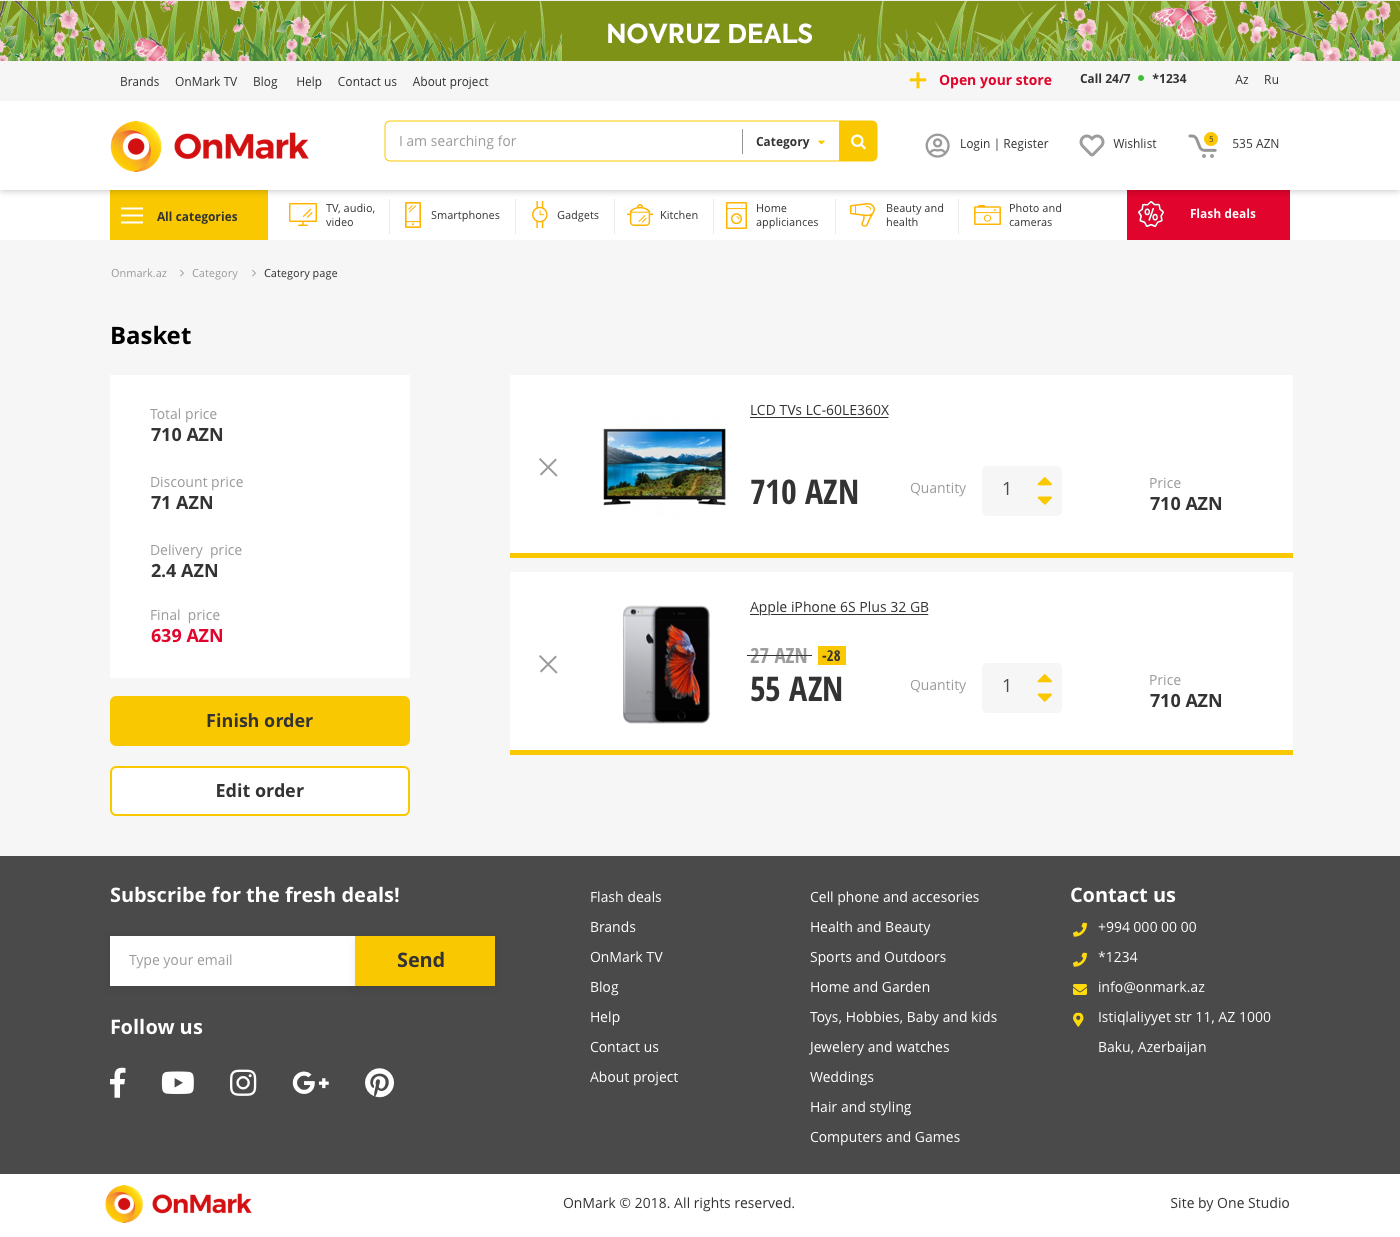 NOVRUZ DEALS
Brands OnMark TV Blog Help Contact us About project
Open your store Call 24/7 *1234 Az Ru
OnMark
I am searching for Category
Login | Register Wishlist 5 535 AZN
All categories
TV, audio,
video
Smartphones
Gadgets
Kitchen
Home
appliciances
Beauty and
health
Photo and
cameras
Flash deals
Onmark.az Category Category page
Basket
Total price
710 AZN
Discount price
71 AZN
Delivery price
2.4 AZN
Final price
639 AZN
Finish order
Edit order
LCD TVs LC-60LE360X
710 AZN
Quantity 1
Price
710 AZN
Apple iPhone 6S Plus 32 GB
27 AZN -28
55 AZN
Quantity 1
Price
710 AZN
Subscribe for the fresh deals!
Type your email Send
Follow us
Flash deals
Brands
OnMark TV
Blog
Help
Contact us
About project
Cell phone and accesories
Health and Beauty
Sports and Outdoors
Home and Garden
Toys, Hobbies, Baby and kids
Jewelery and watches
Weddings
Hair and styling
Computers and Games
Contact us
+994 000 00 00
*1234
info@onmark.az
Istiqlaliyyet str 11, AZ 1000
Baku, Azerbaijan
OnMark
OnMark © 2018. All rights reserved.
Site by One Studio